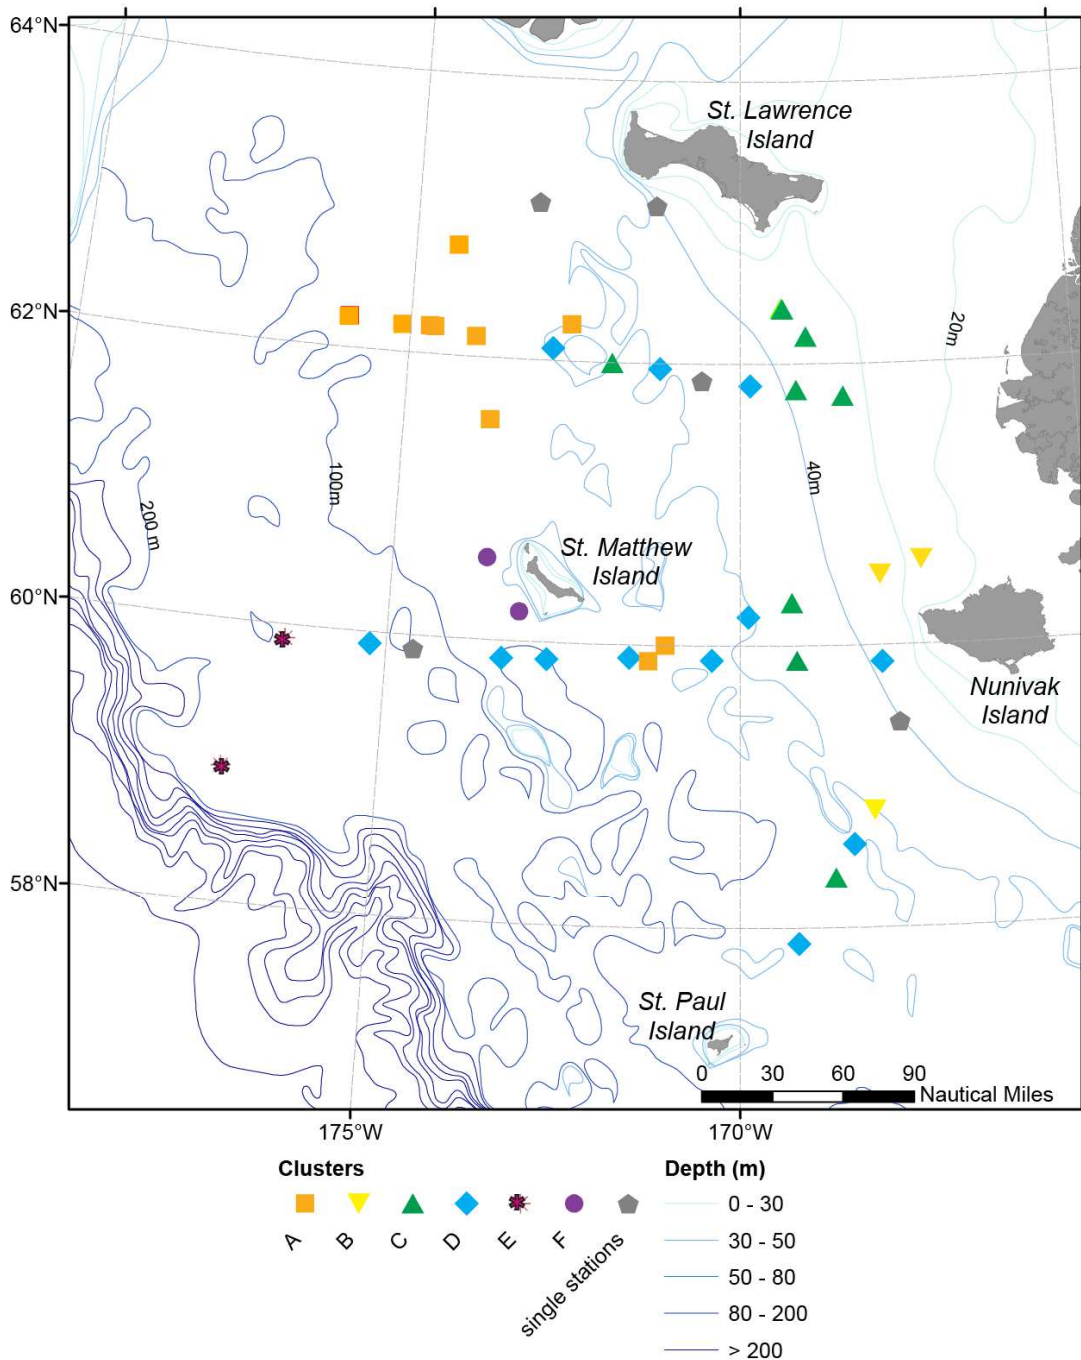 64°N
St. Lawrence
Island
62°N
20m
100m
40m
200 m
St. Matthew
Island
60°N
Nunivak
Island
58°N
St. Paul
Island
0 30 60 90
Nautical Miles
175°W 170°W
Clusters
A B C D E F single stations
Depth (m)
0 - 30
30 - 50
50 - 80
80 - 200
> 200